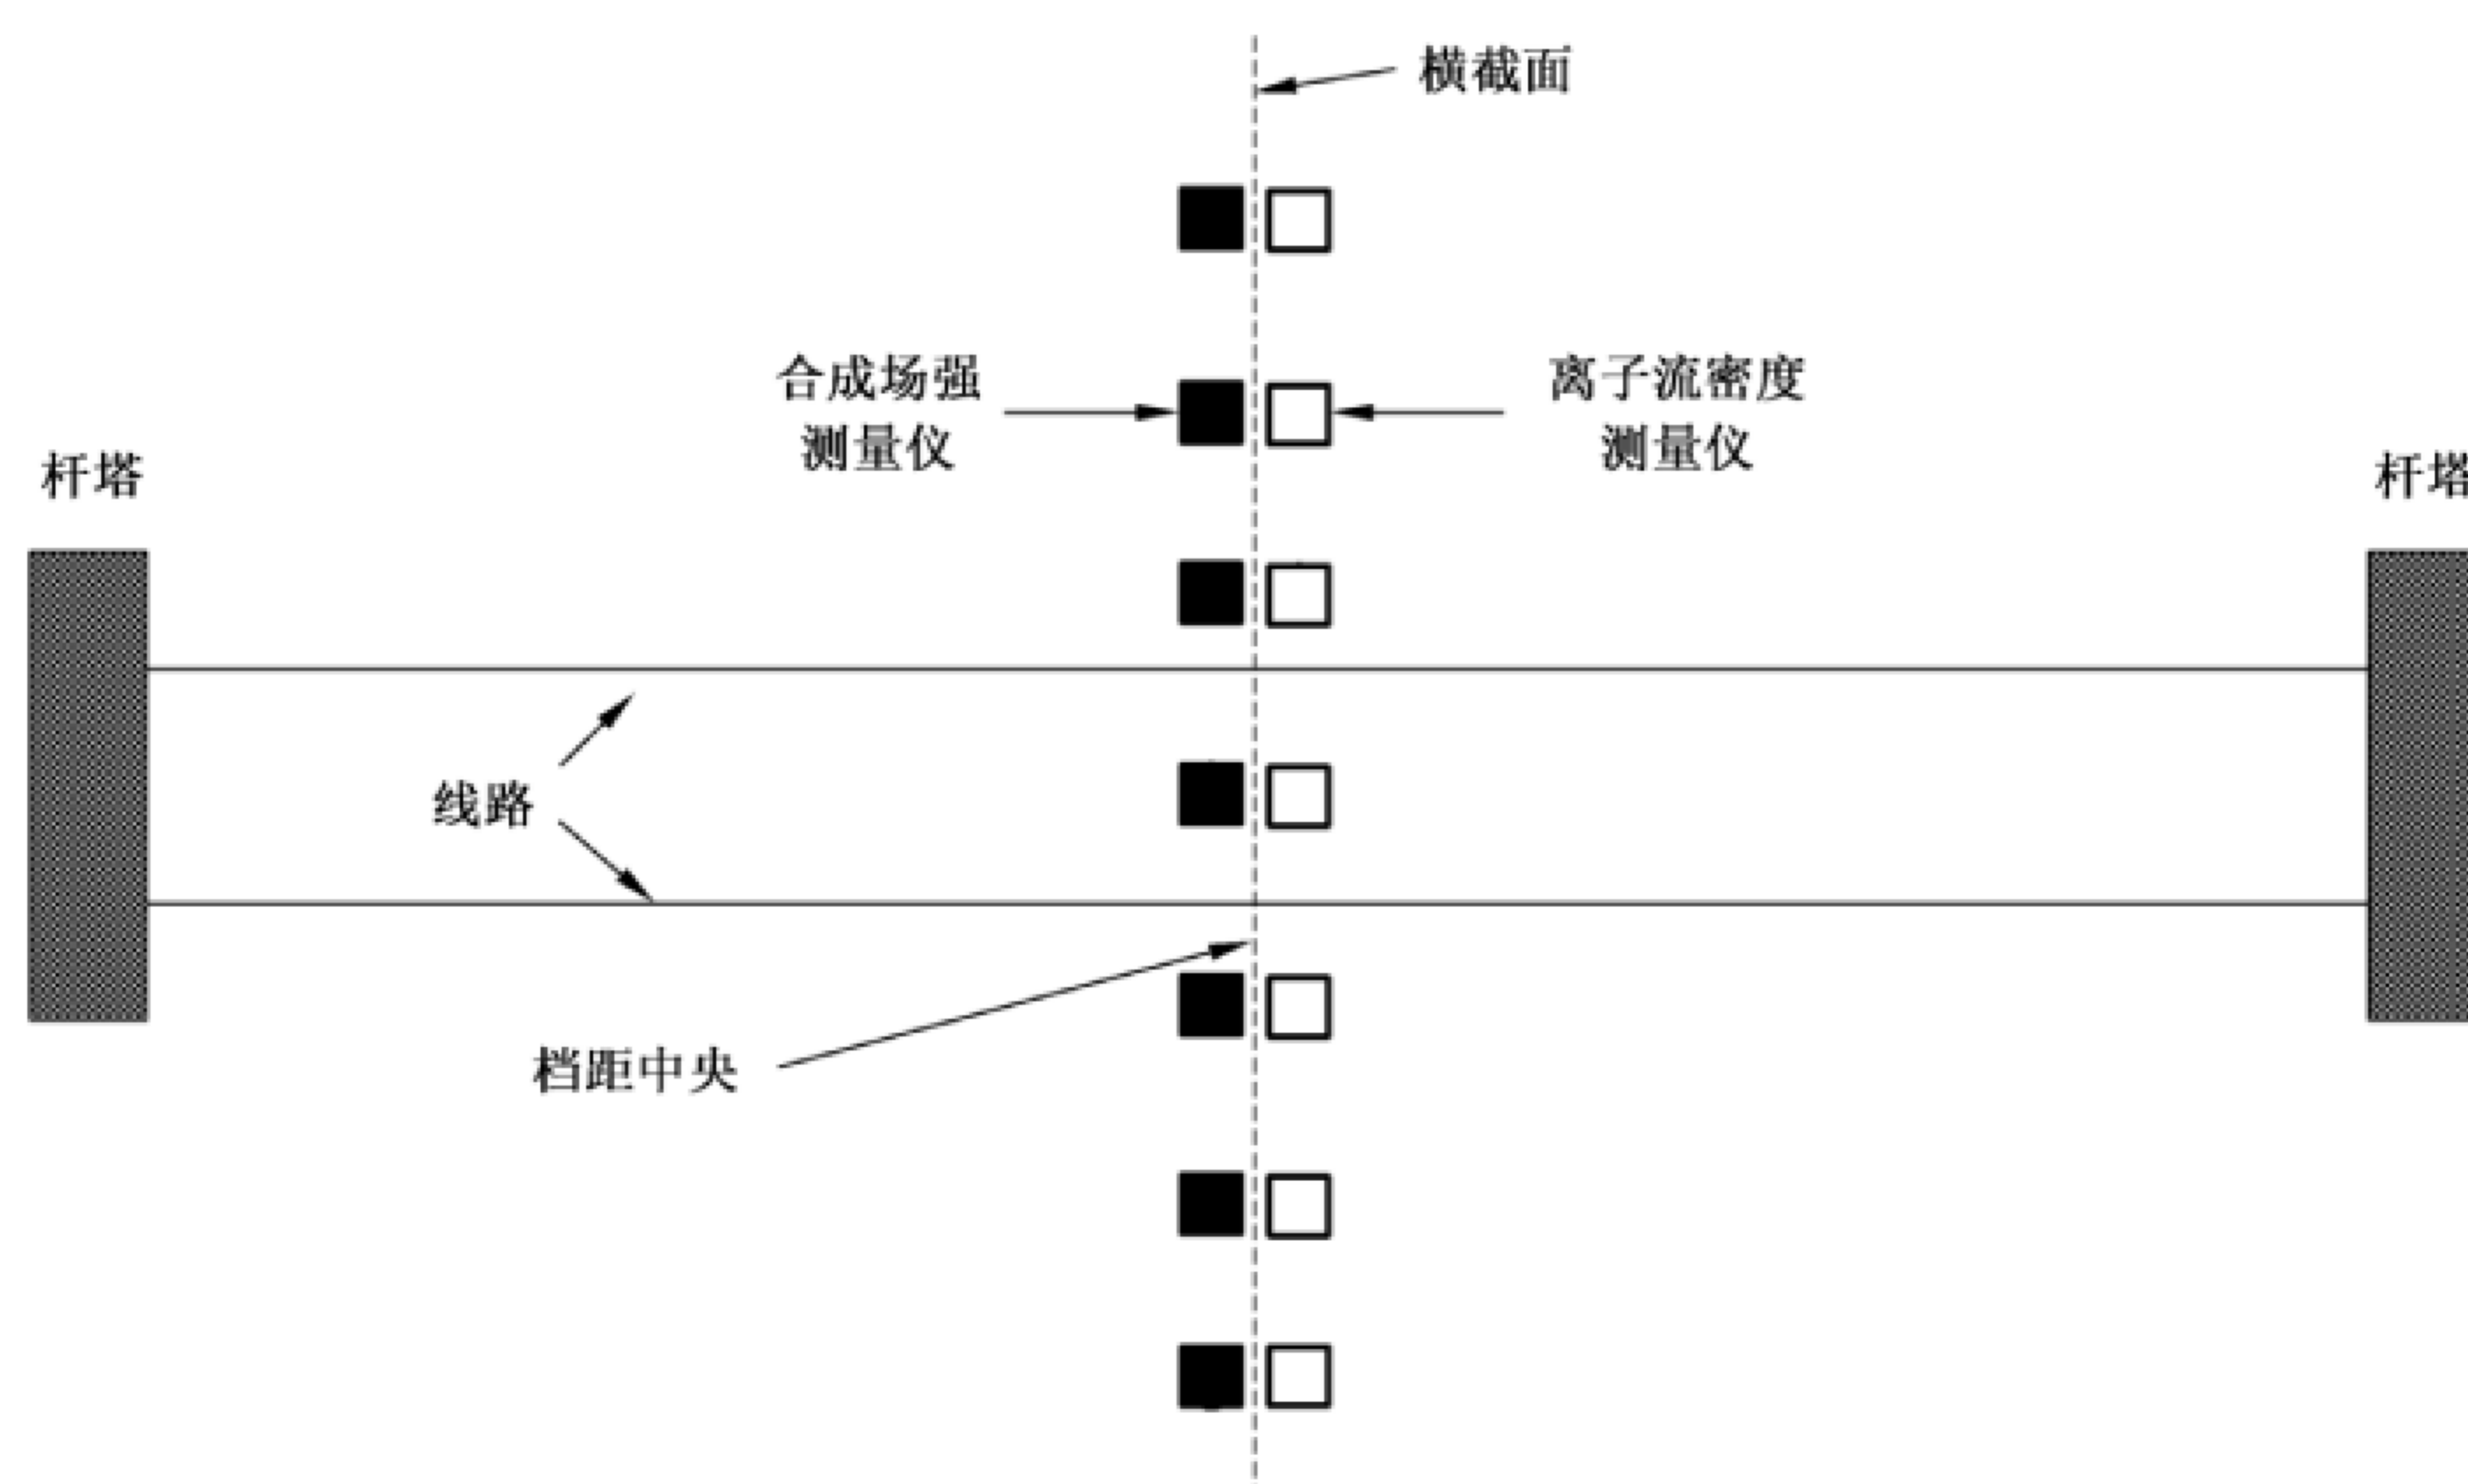 横截面
合成场强
测量仪
离子流密度
测量仪
杆塔
杆塔
线路
档距中央